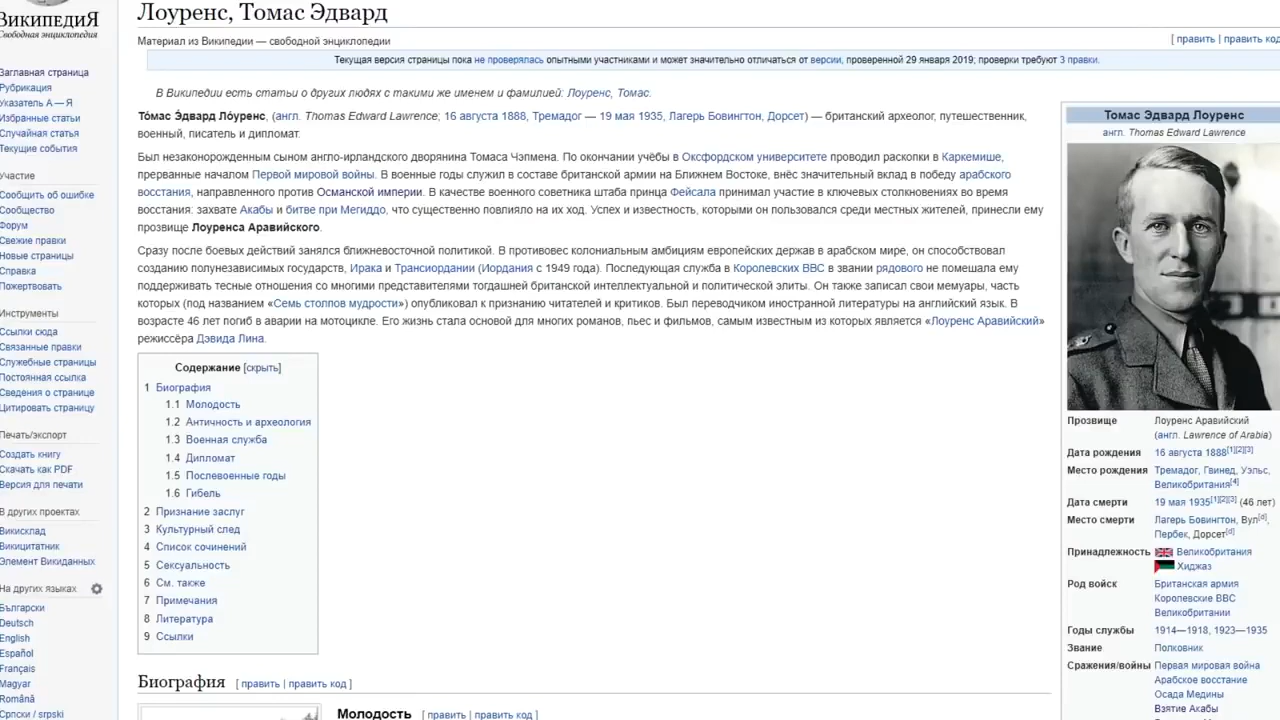 ВикипедиЯ
Свободная энциклопедия
Заглавная страница
Рубрикация
Указатель А — Я
Избранные статьи
Случайная статья
Текущие события
Участие
Сообщить об ошибке
Сообщество
Форум
Свежие правки
Новые страницы
Справка
Пожертвовать
Инструменты
Ссылки сюда
Связанные правки
Служебные страницы
Постоянная ссылка
Сведения о странице
Цитировать страницу
Печать/экспорт
Создать книгу
Скачать как PDF
Версия для печати
В других проектах
Викисклад
Викицитатник
Элемент Викиданных
На других языках
Български
Deutsch
English
Español
Français
Magyar
Română
Српски / srpski
Лоуренс, Томас Эдвард
Материал из Википедии — свободной энциклопедии
[ править | править код
Текущая версия страницы пока не проверялась опытными участниками и может значительно отличаться от версии, проверенной 29 января 2019; проверки требуют 3 правки.
В Википедии есть статьи о других людях с такими же именем и фамилией: Лоуренс, Томас.
То́мас Э́двард Ло́уренс, (англ. Thomas Edward Lawrence; 16 августа 1888, Тремадог — 19 мая 1935, Лагерь Бовингтон, Дорсет) — британский археолог, путешественник,
военный, писатель и дипломат.
Был незаконорожденным сыном англо-ирландского дворянина Томаса Чэпмена. По окончании учёбы в Оксфордском университете проводил раскопки в Каркемише,
прерванные началом Первой мировой войны. В военные годы служил в составе британской армии на Ближнем Востоке, внёс значительный вклад в победу арабского
восстания, направленного против Османской империи. В качестве военного советника штаба принца Фейсала принимал участие в ключевых столкновениях во время
восстания: захвате Акабы и битве при Мегиддо, что существенно повлияло на их ход. Успех и известность, которыми он пользовался среди местных жителей, принесли ему
прозвище Лоуренса Аравийского.
Сразу после боевых действий занялся ближневосточной политикой. В противовес колониальным амбициям европейских держав в арабском мире, он способствовал
созданию полунезависимых государств, Ирака и Трансиордании (Иордания с 1949 года). Последующая служба в Королевских ВВС в звании рядового не помешала ему
поддерживать тесные отношения со многими представителями тогдашней британской интеллектуальной и политической элиты. Он также записал свои мемуары, часть
которых (под названием «Семь столпов мудрости») опубликовал к признанию читателей и критиков. Был переводчиком иностранной литературы на английский язык. В
возрасте 46 лет погиб в аварии на мотоцикле. Его жизнь стала основой для многих романов, пьес и фильмов, самым известным из которых является «Лоуренс Аравийский»
режиссёра Дэвида Лина.
Содержание [скрыть]
1 Биография
1.1 Молодость
1.2 Античность и археология
1.3 Военная служба
1.4 Дипломат
1.5 Послевоенные годы
1.6 Гибель
2 Признание заслуг
3 Культурный след
4 Список сочинений
5 Сексуальность
6 См. также
7 Примечания
8 Литература
9 Ссылки
Биография [ править | править код ]
Молодость [ править | править код ]
Томас Эдвард Лоуренс
англ. Thomas Edward Lawrence
Прозвище Лоуренс Аравийский
(англ. Lawrence of Arabia)
Дата рождения 16 августа 1888[1][2][3]
Место рождения Тремадог, Гвинед, Уэльс,
Великобритания[4]
Дата смерти 19 мая 1935[1][2][3] (46 лет)
Место смерти Лагерь Бовингтон, Вул[d],
Пербек, Дорсет[d]
Принадлежность Великобритания
Хиджаз
Род войск Британская армия
Королевские ВВС
Великобритании
Годы службы 1914—1918, 1923—1935
Звание Полковник
Сражения/войны Первая мировая война
Арабское восстание
Осада Медины
Взятие Акабы